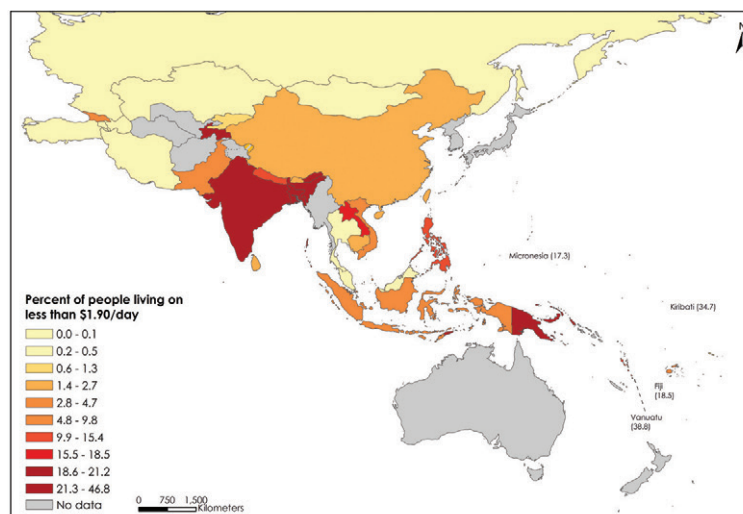 N
Micronesia (17.3)
Kiribati (34.7)
Fiji
(18.5)
Vanuatu
(38.8)
Percent of people living on
less than $1.90/day
0.0 - 0.1
0.2 - 0.5
0.6 - 1.3
1.4 - 2.7
2.8 - 4.7
4.8 - 9.8
9.9 - 15.4
15.5 - 18.5
18.6 - 21.2
21.3 - 46.8
No data
0 750 1,500
Kilometers